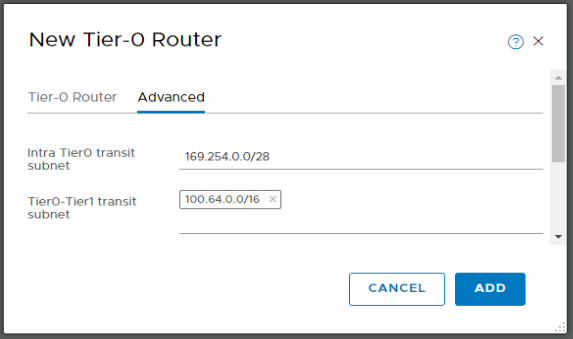 New Tier-0 Router
Tier-0 Router Advanced
Intra Tier0 transit
subnet
169.254.0.0/28
Tier0-Tier1 transit
subnet
100.64.0.0/16 ×
CANCEL ADD